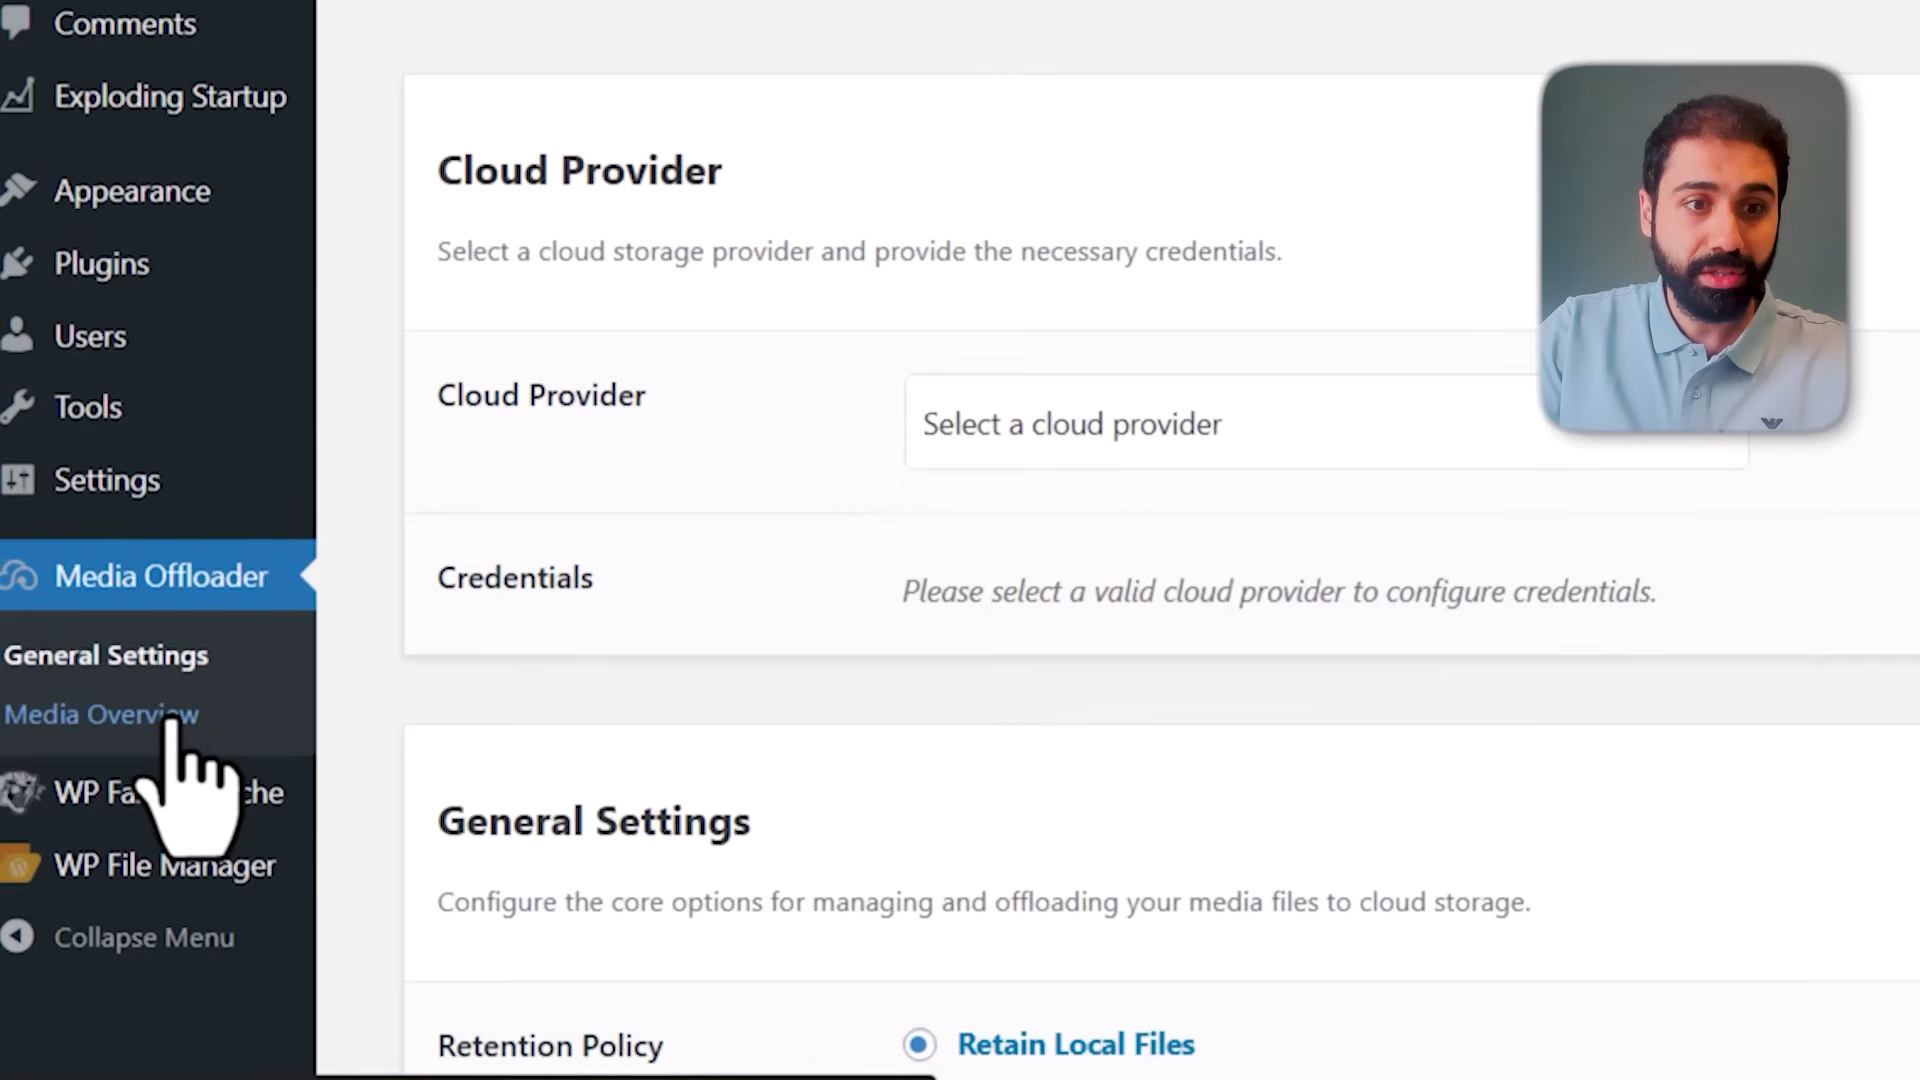 Comments
Exploding Startup
Appearance
Plugins
Users
Tools
Settings
Media Offloader
General Settings
Media Overview
WP
WP File Manager
Collapse Menu
Cloud Provider
Select a cloud storage provider and provide the necessary credentials.
Cloud Provider
Select a cloud provider
Credentials
Please select a valid cloud provider to configure credentials.
General Settings
Configure the core options for managing and offloading your media files to cloud storage.
Retention Policy
Retain Local Files